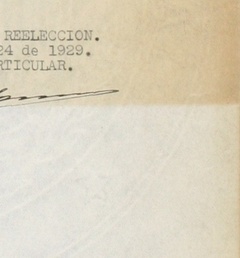 REELECCION.
24 de 1929.
RTICULAR.